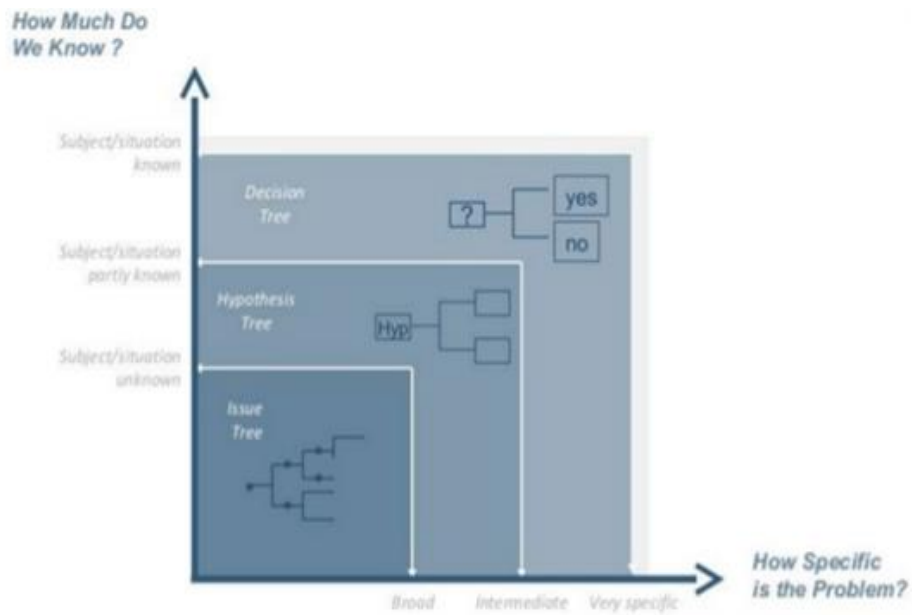 How Much Do
We Know ?
Subject/situation
known
Decision
Tree
?
yes
no
Subject/situation
partly known
Hypothesis
Tree
Hyp
Subject/situation
unknown
Issue
Tree
Broad
Intermediate
Very specific
How Specific
is the Problem?